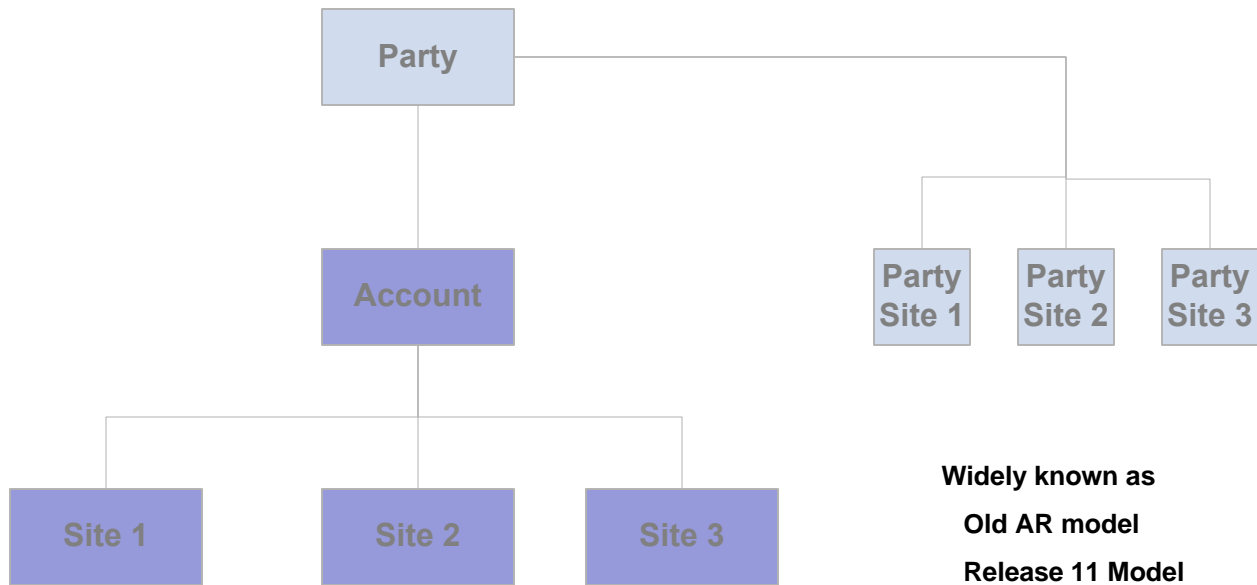 Party
Account
Party Party Party
Site 1 Site 2 Site 3
Site 1 Site 2 Site 3
Widely known as
Old AR model
Release 11 Model